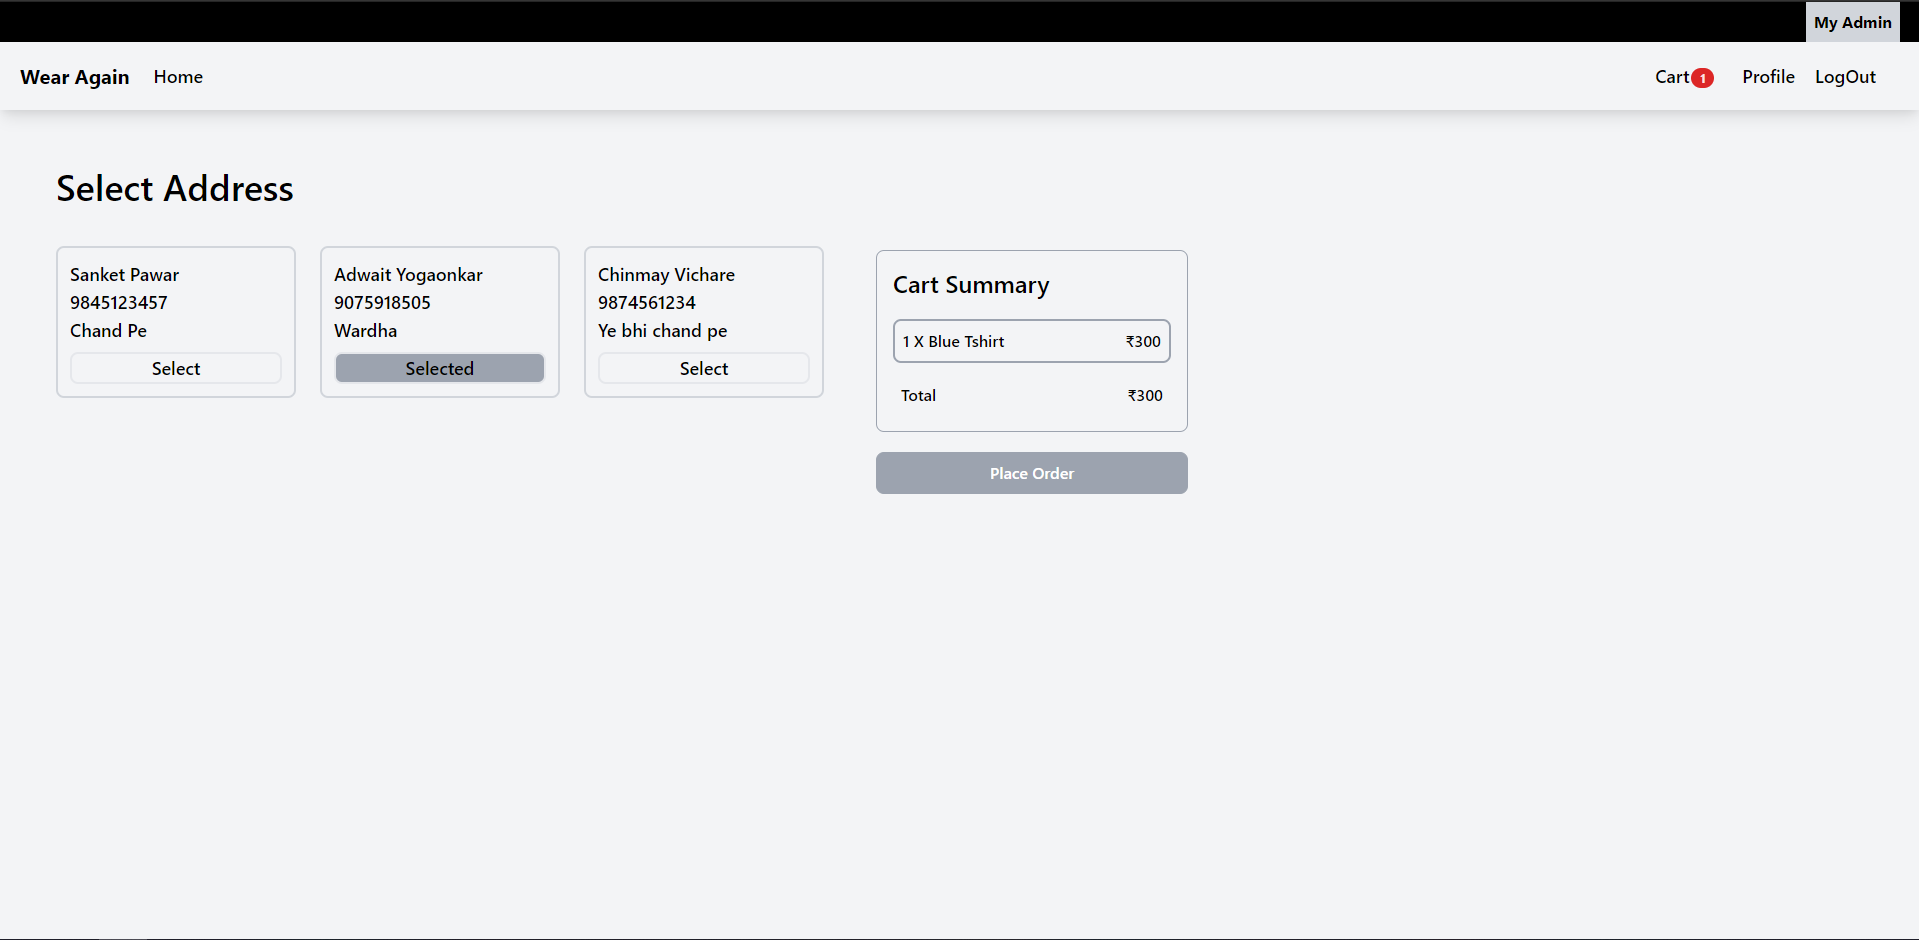 My Admin
Wear Again Home Cart 1 Profile LogOut
Select Address
Sanket Pawar
9845123457
Chand Pe
Select
Adwait Yogaonkar
9075918505
Wardha
Selected
Chinmay Vichare
9874561234
Ye bhi chand pe
Select
Cart Summary
1 X Blue Tshirt ₹300
Total ₹300
Place Order